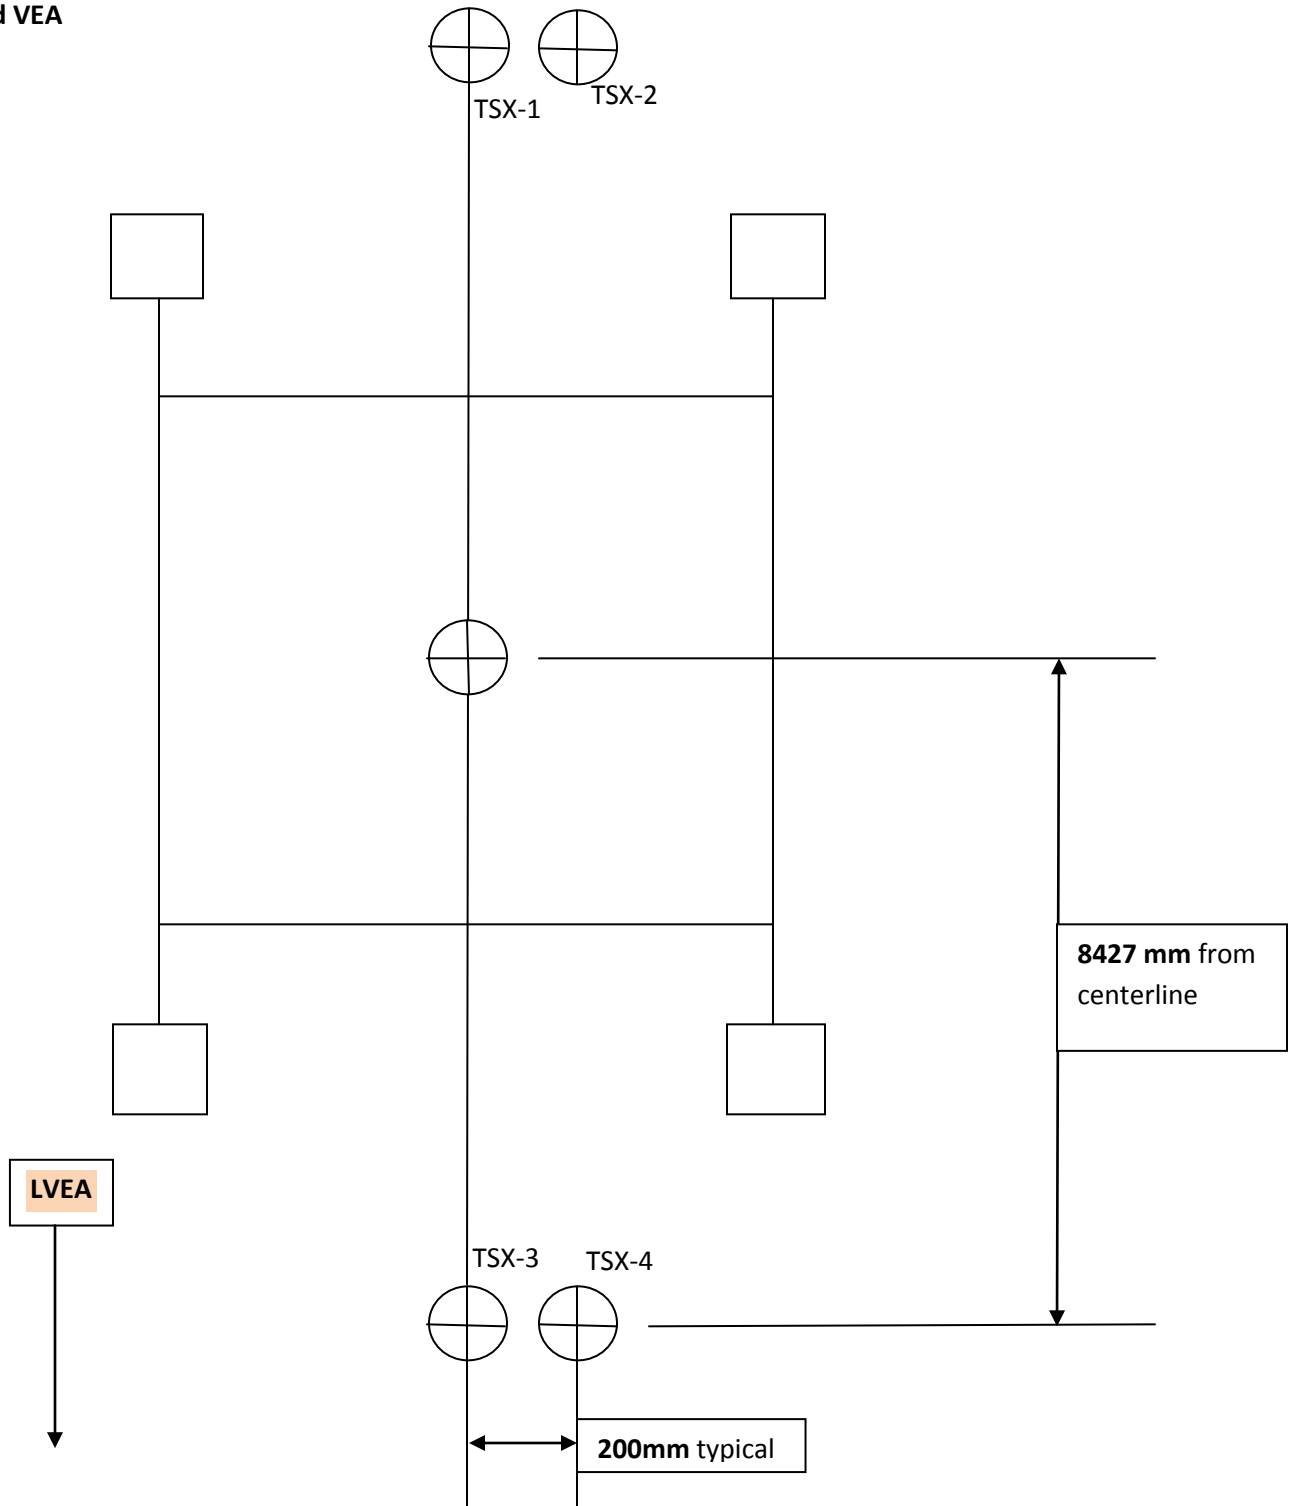 VEA
TSX-1
TSX-2
8427 mm from
centerline
LVEA
TSX-3
TSX-4
200mm typical